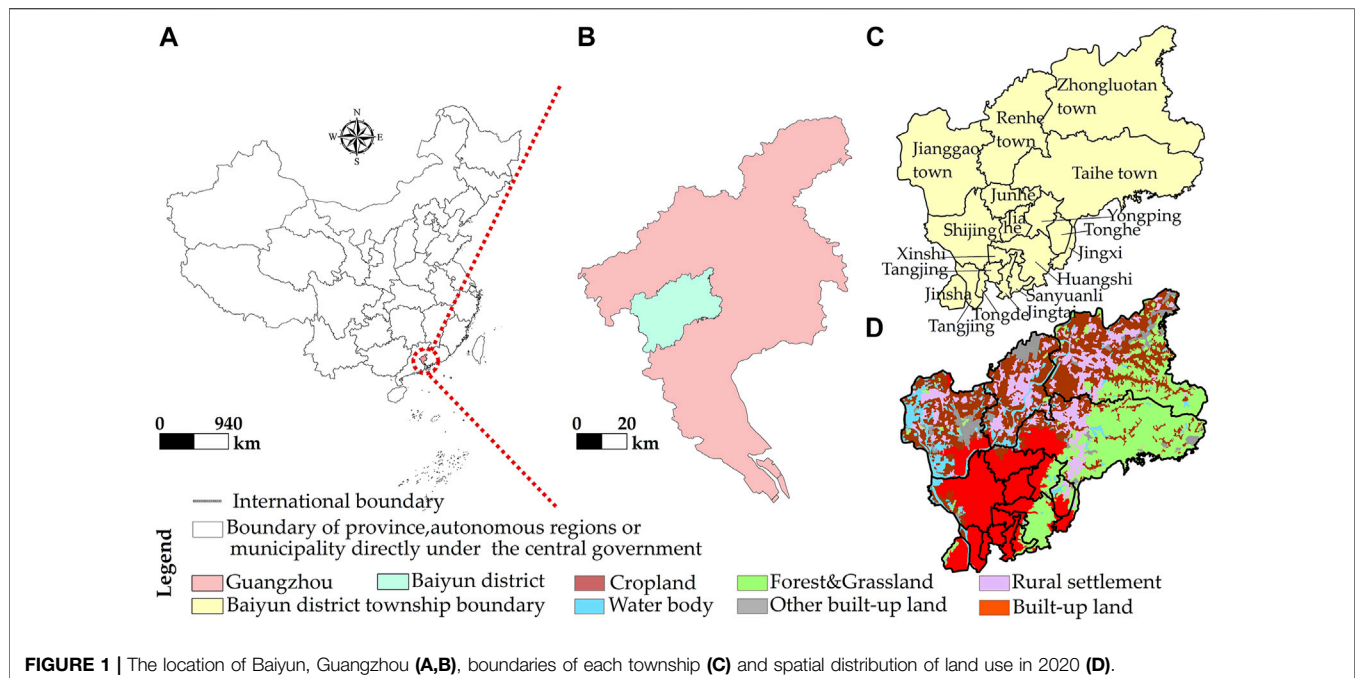 A
B
C
N
W E
S
Zhongluotan
town
Renhe
town
Jianggao
town
Taihe town
Junhe
Jia
he
Yongping
Shijing
Tonghe
Xinshi
Jingxi
Tangjing
Huangshi
Jinsha
Sanyuanli
Tongde
Jingtai
Tangjing
D
0 940
km
0 20
km
International boundary
Boundary of province,autonomous regions or
municipality directly under the central government
Legend
Guangzhou Baiyun district Cropland Forest&Grassland Rural settlement
Baiyun district township boundary Water body Other built-up land Built-up land
FIGURE 1 | The location of Baiyun, Guangzhou (A,B), boundaries of each township (C) and spatial distribution of land use in 2020 (D).